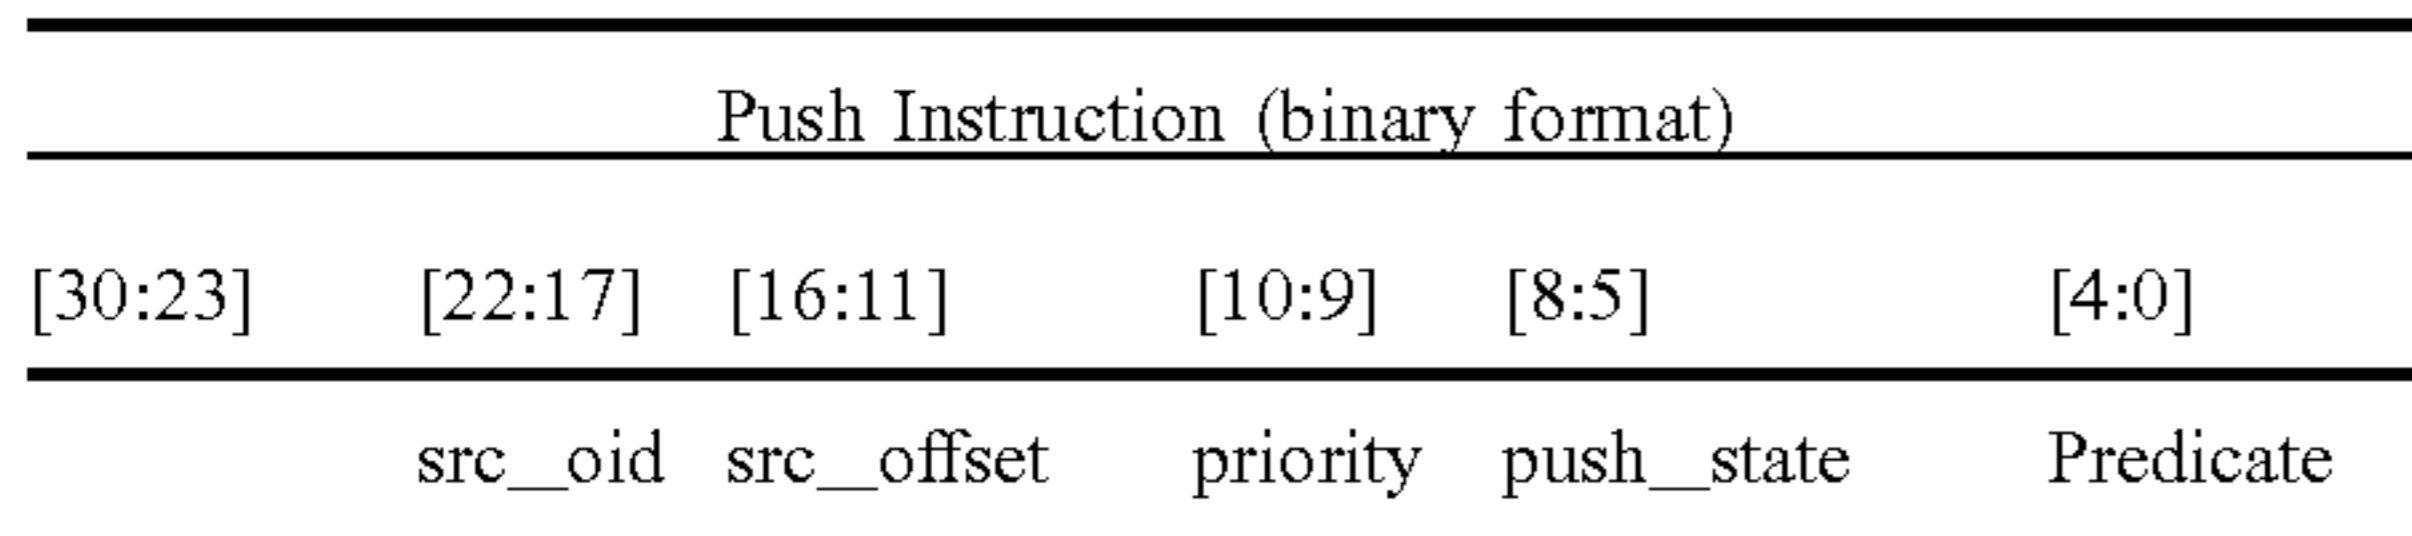 Push Instruction (binary format)
[30:23] [22:17] [16:11] [10:9] [8:5] [4:0]
src_oid src_offset priority push_state Predicate